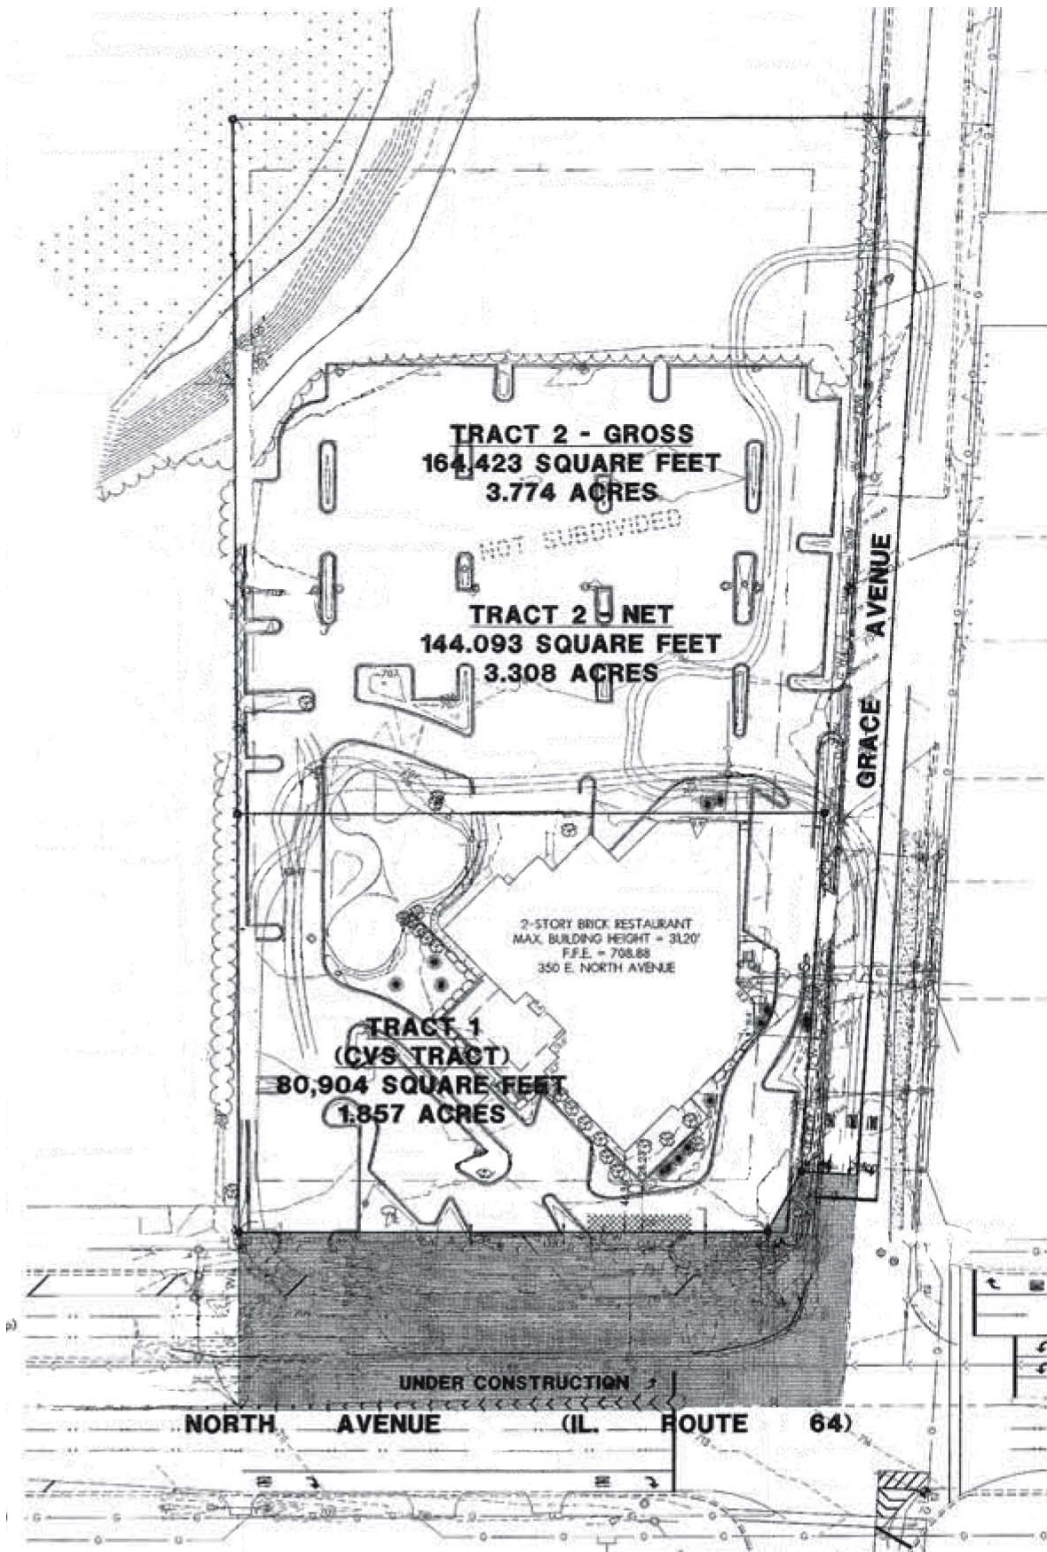 TRACT 2 - GROSS
164,423 SQUARE FEET
3.774 ACRES
NOT SUBDIVIDED
TRACT 2 - NET
144.093 SQUARE FEET
3.308 ACRES
707
GRACE AVENUE
2-STORY BRICK RESTAURANT
MAX. BUILDING HEIGHT = 31.20'
F.F.E. = 708.88
350 E. NORTH AVENUE
TRACT 1
(CVS TRACT)
80,904 SQUARE FEET
1.857 ACRES
UNDER CONSTRUCTION
NORTH AVENUE (IL. ROUTE 64)